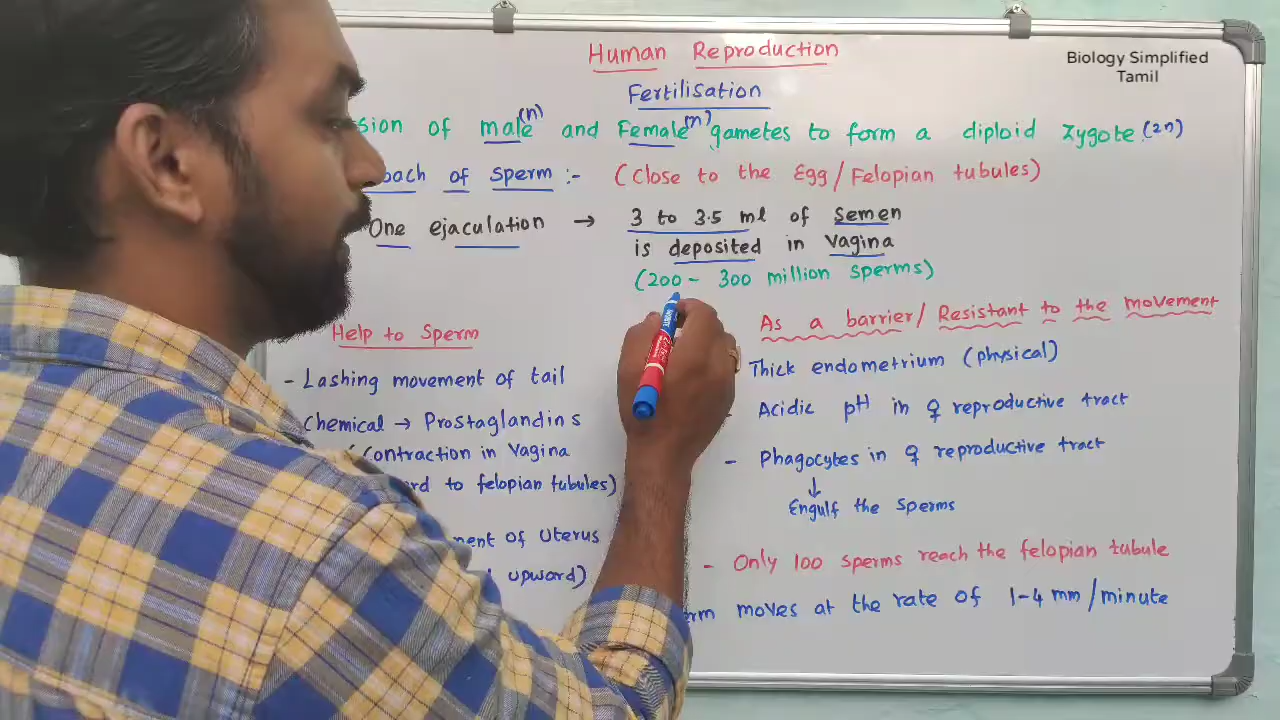 Human Reproduction
Biology Simplified
Tamil
Fertilisation
sion of male(n) and Female(n) gametes to form a diploid zygote (2n)
oach of sperm :- (Close to the Egg/Felopian tubules)
One ejaculation → 3 to 3.5 ml of semen
is deposited in vagina
(200 - 300 million sperms)
Help to Sperm
As a barrier/ Resistant to the movement
- Lashing movement of tail
Thick endometrium (physical)
Chemical → Prostaglandins
- Acidic pH in ♀ reproductive tract
Contraction in Vagina
- Phagocytes in ♀ reproductive tract
rd to felopian tubules)
↓
Engulf the sperms
ment of Uterus
- Only 100 sperms reach the felopian tubule
upward)
erm moves at the rate of 1-4 mm/minute